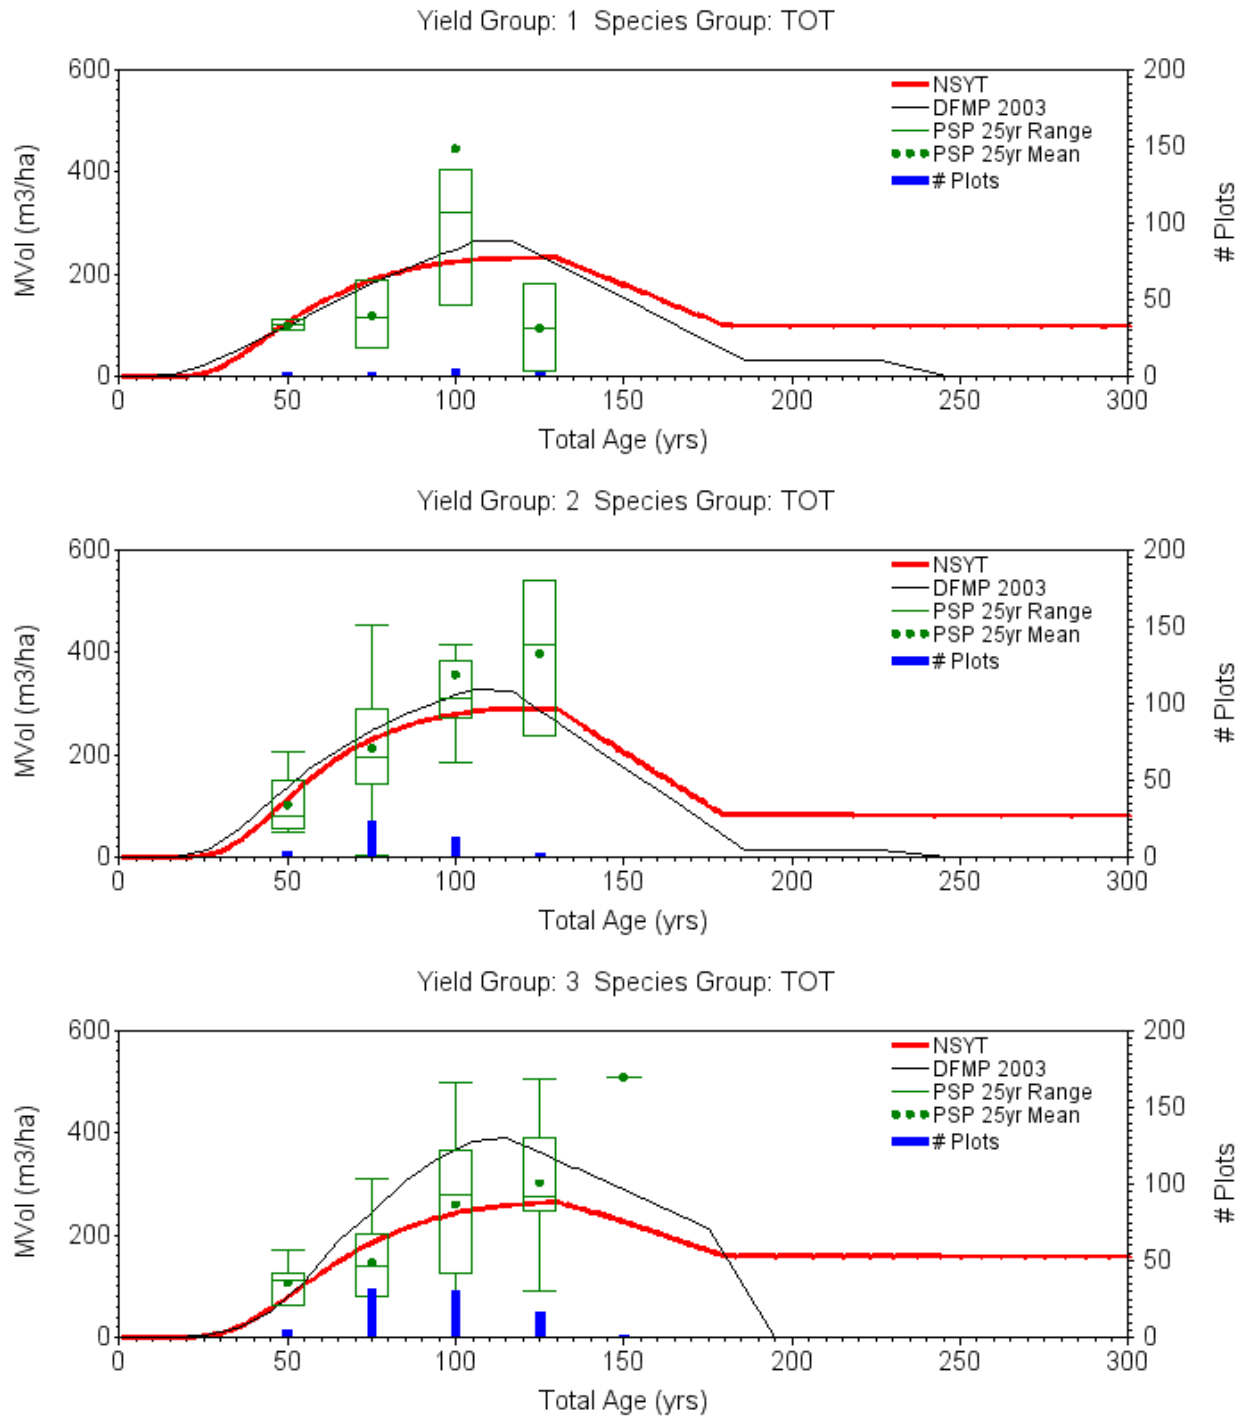 Yield Group: 1 Species Group: TOT
600
400
200
0
MVol (m3/ha)
NSYT
DFMP 2003
PSP 25yr Range
PSP 25yr Mean
# Plots
200
150
100
50
0
# Plots
0 50 100 150 200 250 300
Total Age (yrs)
Yield Group: 2 Species Group: TOT
600
400
200
0
MVol (m3/ha)
NSYT
DFMP 2003
PSP 25yr Range
PSP 25yr Mean
# Plots
200
150
100
50
0
# Plots
0 50 100 150 200 250 300
Total Age (yrs)
Yield Group: 3 Species Group: TOT
600
400
200
0
MVol (m3/ha)
NSYT
DFMP 2003
PSP 25yr Range
PSP 25yr Mean
# Plots
200
150
100
50
0
# Plots
0 50 100 150 200 250 300
Total Age (yrs)